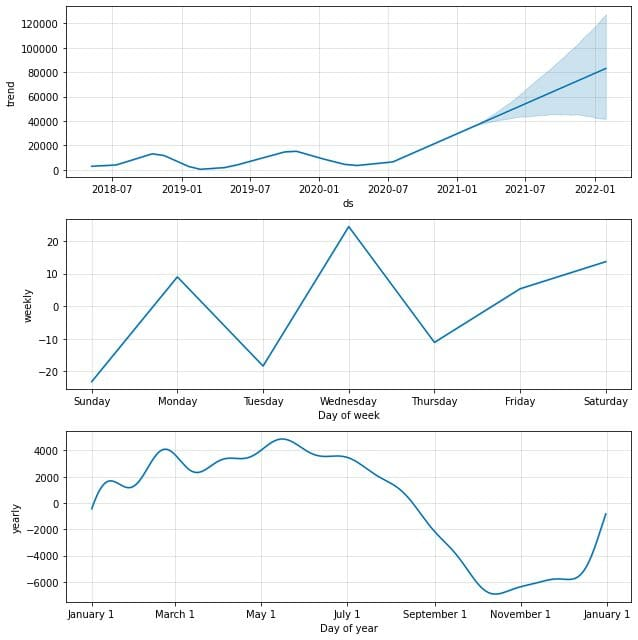 120000
100000
80000
60000
40000
20000
0
trend
2018-07 2019-01 2019-07 2020-01 2020-07 2021-01 2021-07 2022-01
ds
20
10
0
−10
−20
weekly
Sunday Monday Tuesday Wednesday Thursday Friday Saturday
Day of week
4000
2000
0
−2000
−4000
−6000
yearly
January 1 March 1 May 1 July 1 September 1 November 1 January 1
Day of year